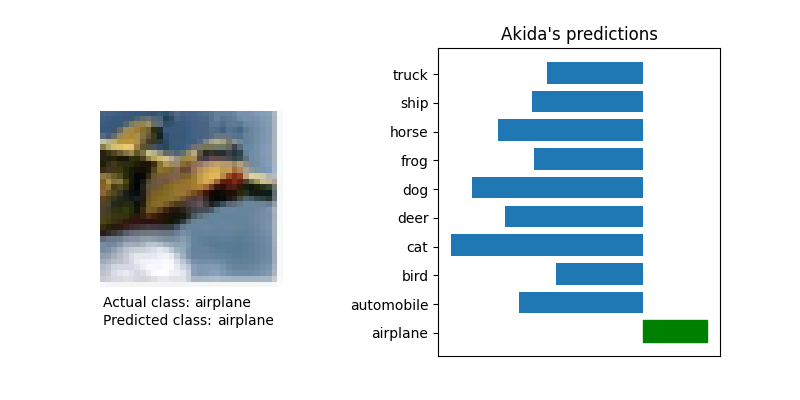 Akida's predictions
truck
ship
horse
frog
dog
deer
cat
bird
automobile
airplane
Actual class: airplane
Predicted class: airplane